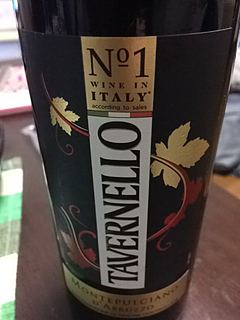 Nº1
WINE IN
ITALY
according to sales
TAVERNELLO
MONTEPULCIANO
D'ABRUZZO